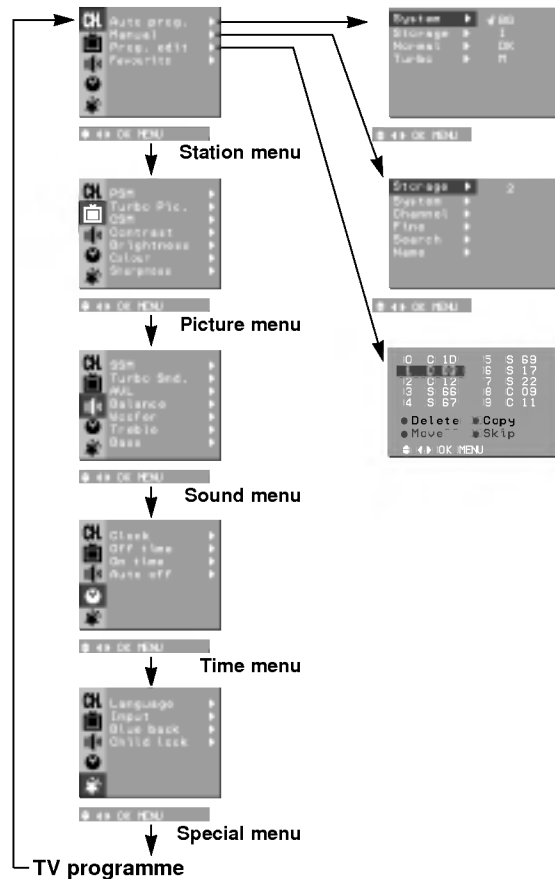 CH. Auto prog.
Manual
Prog. edit
Favourite
OK MENU
Station menu
System BG
Storage I
Normal DK
Turbo M
OK MENU
CH. PSM
Turbo Pic.
CSM
Contrast
Brightness
Colour
Sharpness
OK MENU
Picture menu
Storage 2
System
Channel
Fine
Search
Name
OK MENU
CH. SSM
Turbo Snd.
AVL
Balance
Woofer
Treble
Bass
OK MENU
Sound menu
0 C 10 5 S 69
1 C 5 S 17
2 C 12 7 S 22
3 S 66 8 C 09
4 S 67 9 C 11
Delete Copy
Move Skip
OK MENU
CH. Clock
Off time
On time
Auto off
OK MENU
Time menu
CH. Language
Input
Blue back
Child lock
OK MENU
Special menu
TV programme